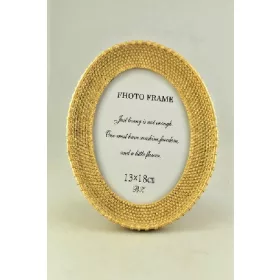 PHOTO FRAME
Just living is not enough.
One must have sunshine, freedom,
and a little flower.
13×18cm